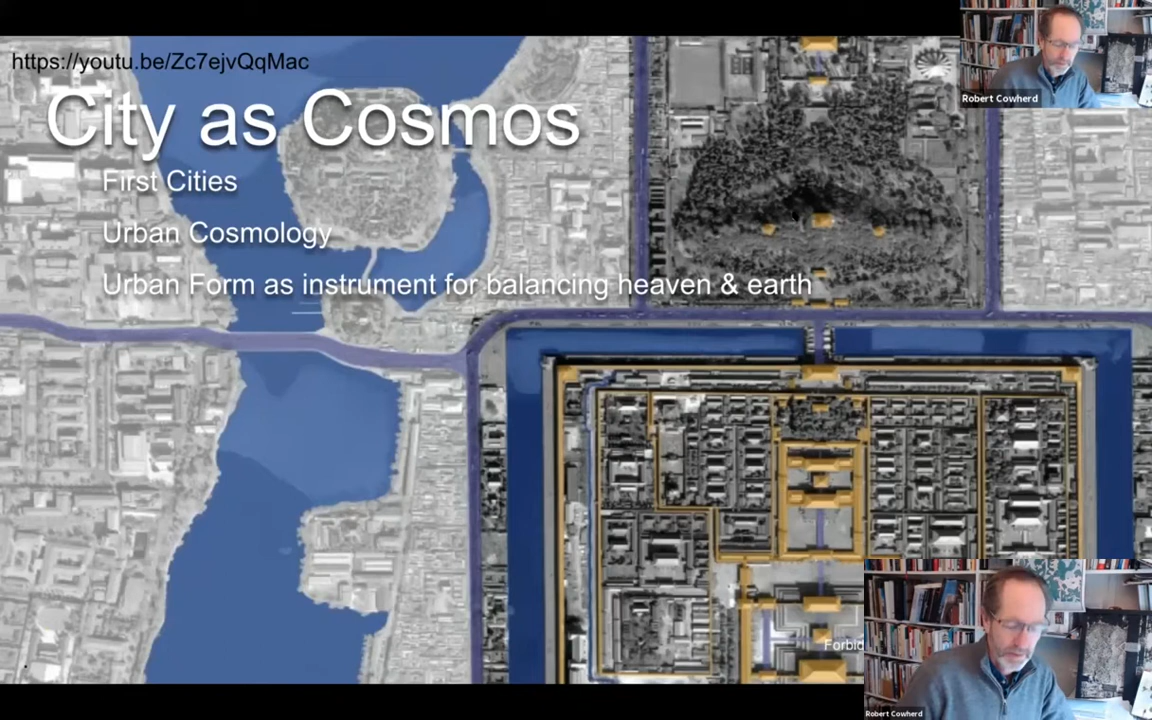 https://youtu.be/Zc7ejvQqMac
Robert Cowherd
City as Cosmos
First Cities
Urban Cosmology
Urban Form as instrument for balancing heaven & earth
Forbid
Robert Cowherd